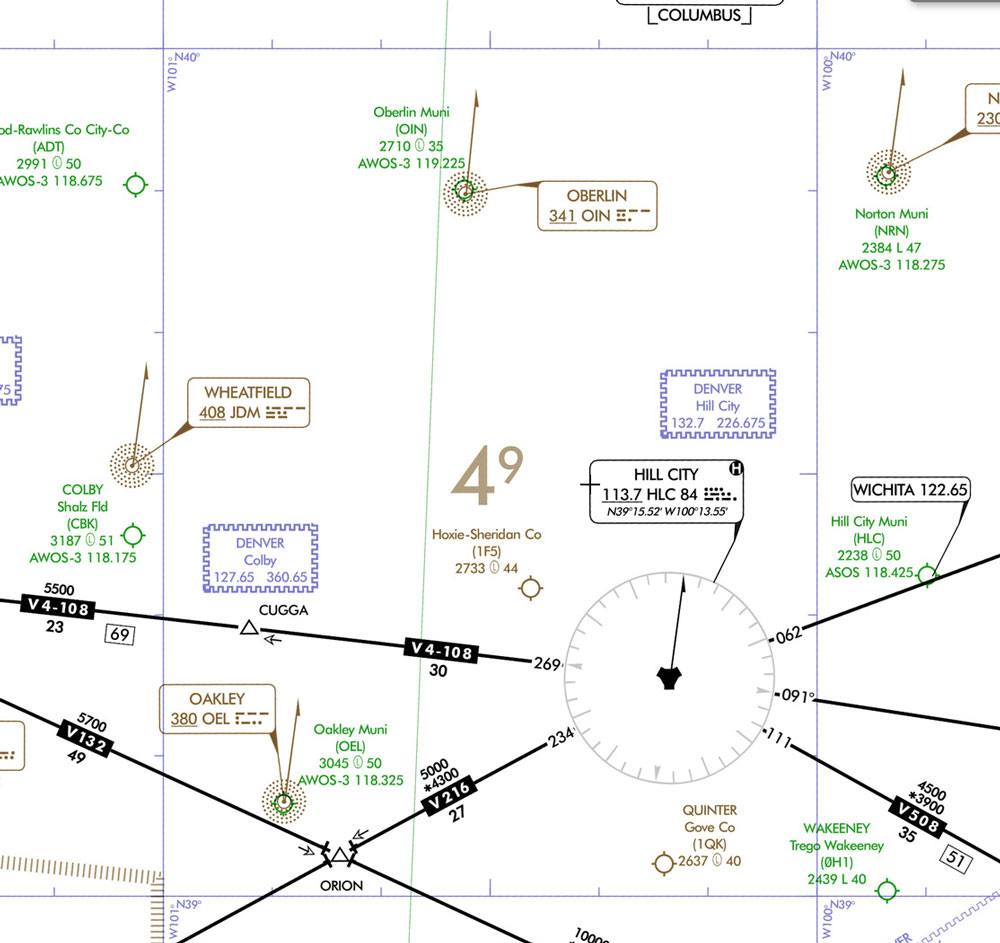 COLUMBUS
W101° N40°
W100° N40°
od-Rawlins Co City-Co
(ADT)
2991 Ⓛ 50
AWOS-3 118.675
Oberlin Muni
(OIN)
2710 Ⓛ 35
AWOS-3 119.225
OBERLIN
341 OIN
N
230
Norton Muni
(NRN)
2384 L 47
AWOS-3 118.275
75
WHEATFIELD
408 JDM
DENVER
Hill City
132.7 226.675
4⁹
HILL CITY
H
113.7 HLC 84
N39°15.52' W100°13.55'
WICHITA 122.65
COLBY
Shalz Fld
(CBK)
3187 Ⓛ 51
AWOS-3 118.175
DENVER
Colby
127.65 360.65
Hoxie-Sheridan Co
(1F5)
2733 Ⓛ 44
Hill City Muni
(HLC)
2238 Ⓛ 50
ASOS 118.425
5500
V4-108
23
69
CUGGA
V4-108
30
269
062
091°
234
111
OAKLEY
380 OEL
5700
V132
49
Oakley Muni
(OEL)
3045 Ⓛ 50
AWOS-3 118.325
5000
*4300
V216
27
4500
*3900
V508
35
51
QUINTER
Gove Co
(1QK)
2637 Ⓛ 40
WAKEENEY
Trego Wakeeney
(0H1)
2439 L 40
ORION
W101° N39°
W100° N39°
10000
VER